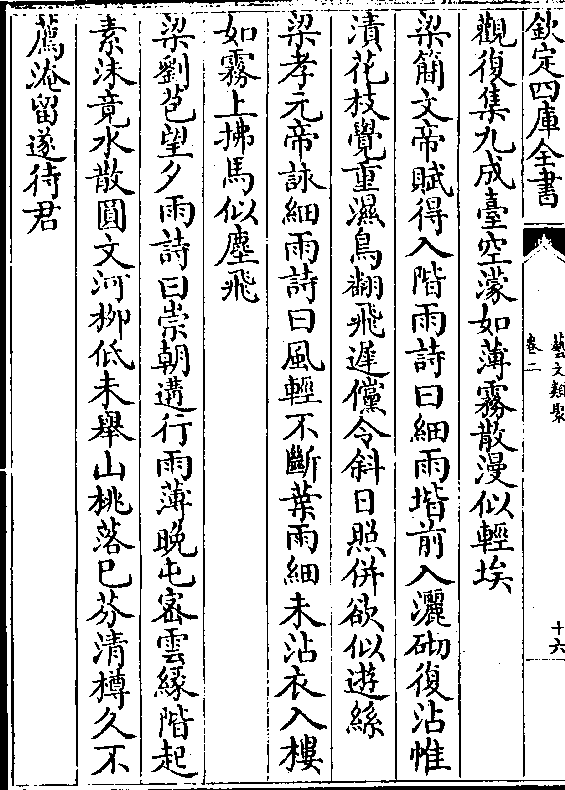 欽定四庫全書
藝文類聚
卷二
十六
觀復集九成臺空濛如薄霧散漫似輕埃
梁簡文帝賦得入階雨詩曰細雨堦前入灑砌復沾帷
漬花枝覺重濕鳥翻飛遲儻令斜日照併欲似遊絲
梁孝元帝詠細雨詩曰風輕不斷葉雨細未沾衣入樓
如霧上拂馬似塵飛
梁劉苞望夕雨詩曰崇朝遘行雨薄晩屯密雲緣階起
素沫竟水散圓文河柳低未舉山桃落已芬清樽久不
薦淹留遂待君